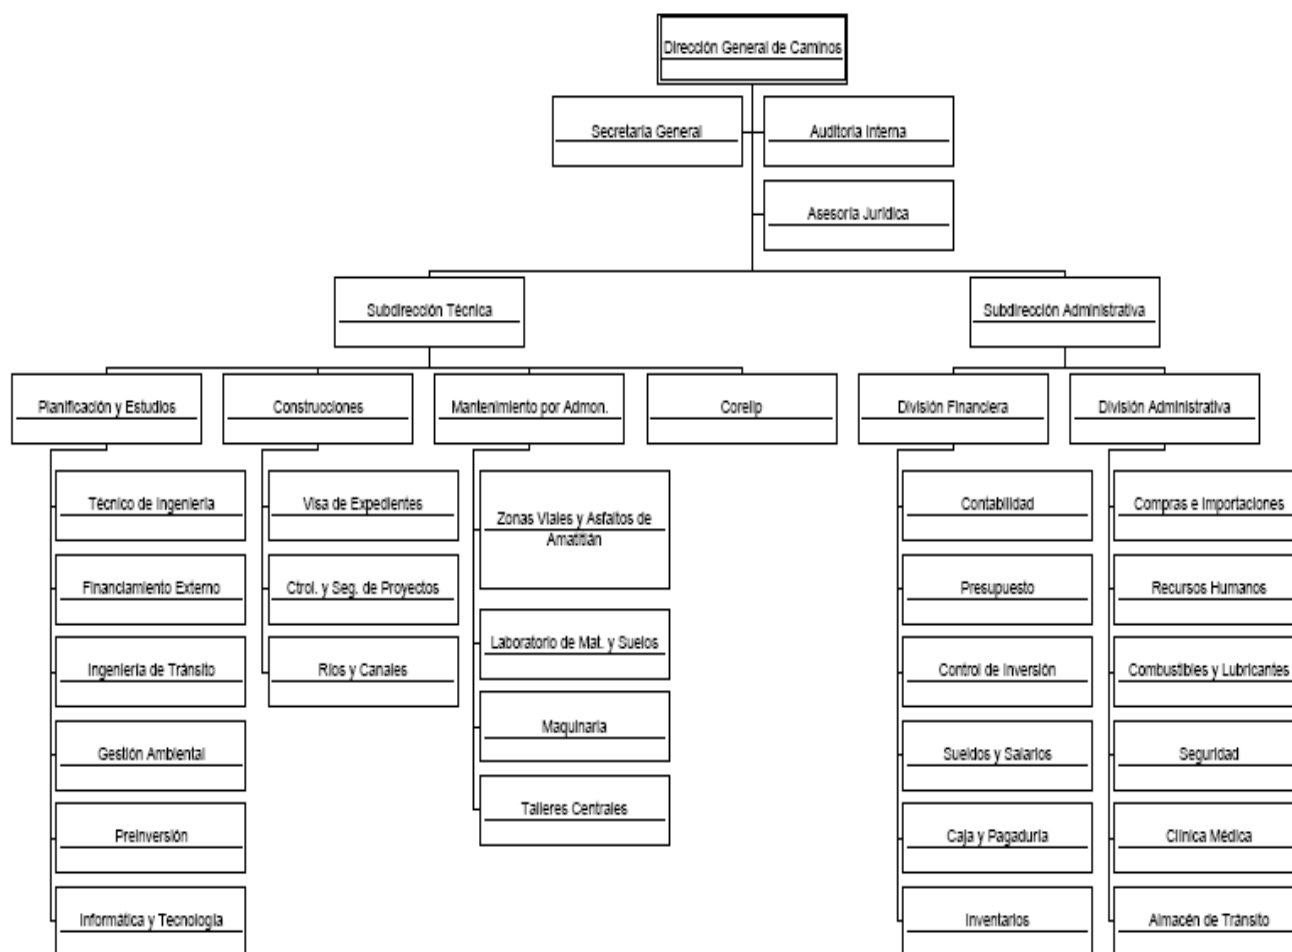 Dirección General de Caminos
Secretaría General
Auditoria Interna
Asesoría Jurídica
Subdirección Técnica
Subdirección Administrativa
Planificación y Estudios
Construcciones
Mantenimiento por Admon.
Corelip
División Financiera
División Administrativa
Técnico de Ingeniería
Visa de Expedientes
Zonas Viales y Asfaltos de
Amatitlán
Contabilidad
Compras e Importaciones
Financiamiento Externo
Ctrol. y Seg. de Proyectos
Presupuesto
Recursos Humanos
Ingeniería de Tránsito
Ríos y Canales
Laboratorio de Mat. y Suelos
Control de Inversión
Combustibles y Lubricantes
Gestión Ambiental
Maquinaria
Sueldos y Salarios
Seguridad
Preinversión
Talleres Centrales
Caja y Pagaduría
Clínica Médica
Informática y Tecnología
Inventarios
Almacén de Tránsito